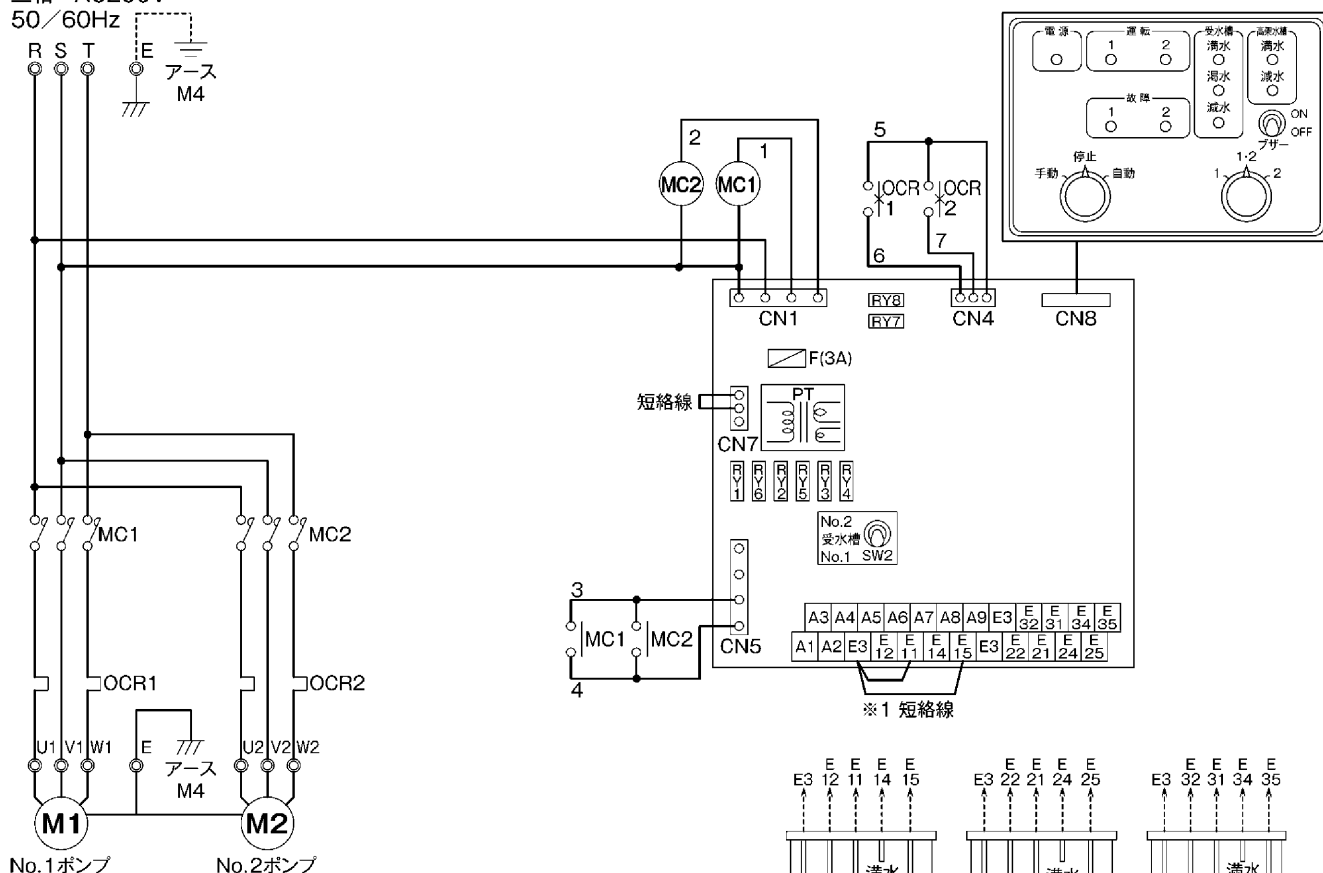 50/60Hz
R S T E
アース
M4
電源
運転
1 2
故障
1 2
受水槽
満水
渇水
減水
高架水槽
満水
減水
ON
OFF
ブザー
手動 停止 自動
1 1・2 2
2 1
MC2 MC1
5
OCR 1
OCR 2
7
6
CN1
RY8
RY7
CN4
CN8
F(3A)
短絡線
PT
CN7
RY1 RY6 RY2 RY5 RY3 RY4
MC1
MC2
No.2
受水槽
No.1 SW2
3
MC1 MC2
4
CN5
A3 A4 A5 A6 A7 A8 A9 E3 E32 E31 E34 E35
A1 A2 E3 E12 E11 E14 E15 E3 E22 E21 E24 E25
※1 短絡線
OCR1
OCR2
U1 V1 W1 E U2 V2 W2
アース
M4
M1
M2
No.1ポンプ
No.2ポンプ
E3 E12 E11 E14 E15
E3 E22 E21 E24 E25
E3 E32 E31 E34 E35
満水
満水
満水